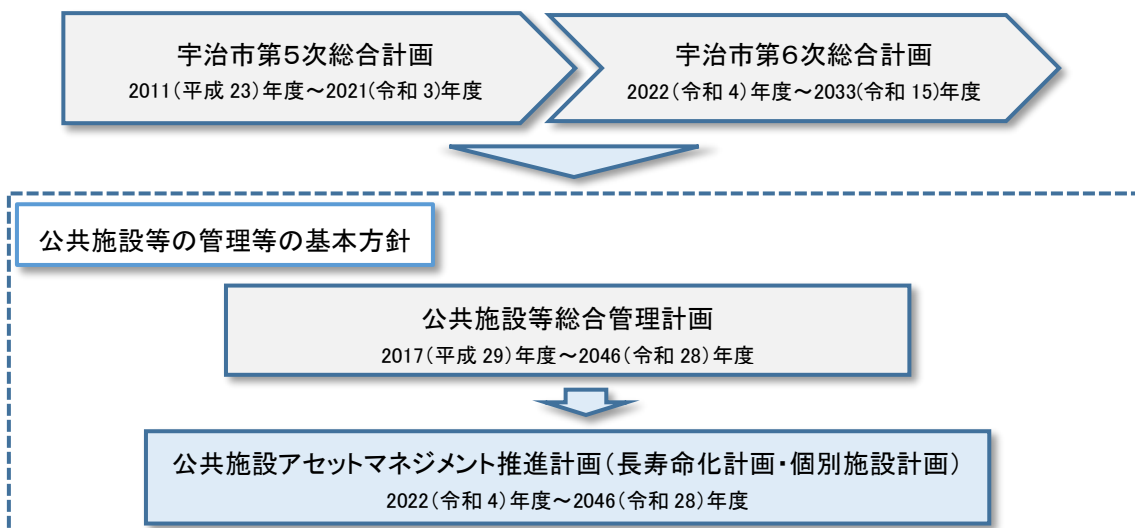 宇治市第5次総合計画
2011(平成 23)年度～2021(令和 3)年度
宇治市第6次総合計画
2022(令和 4)年度～2033(令和 15)年度
公共施設等の管理等の基本方針
公共施設等総合管理計画
2017(平成 29)年度～2046(令和 28)年度
公共施設アセットマネジメント推進計画(長寿命化計画・個別施設計画)
2022(令和 4)年度～2046(令和 28)年度